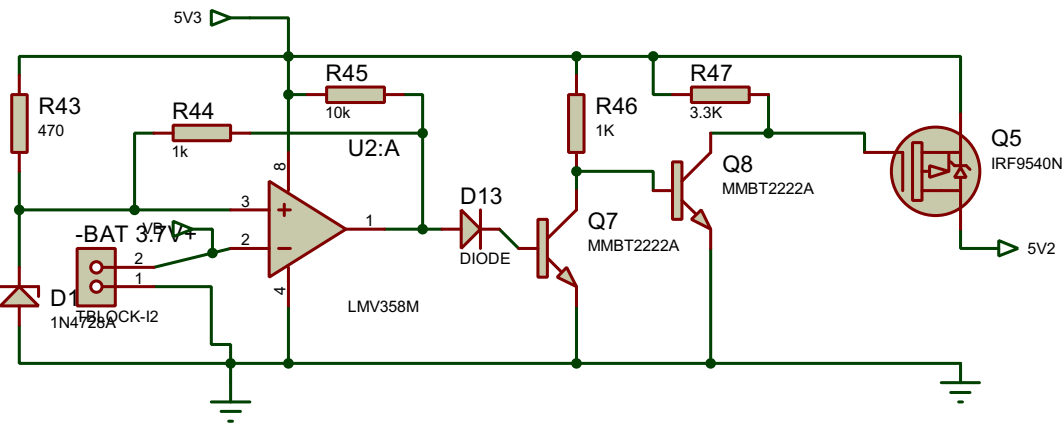 5V3
R45
10k
R47
3.3K
R43
470
R44
1k
R46
1K
U2:A
8
Q5
IRF9540N
Q8
MMBT2222A
3
1
2
4
D13
DIODE
Q7
MMBT2222A
VB
-BAT 3.7V+
2
1
5V2
D1
1N4728A
TBLOCK-I2
LMV358M